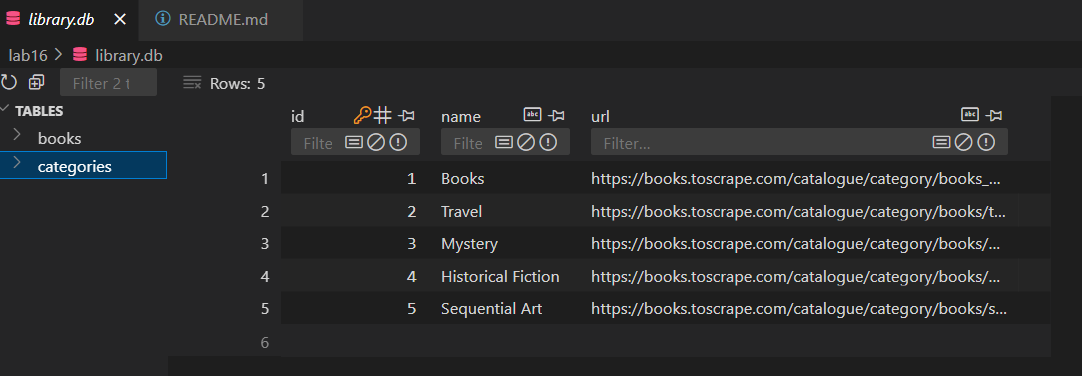 library.db README.md
lab16 > library.db
Filter 2 t Rows: 5
TABLES
books
categories
id name url
Filte Filte Filter...
1 1 Books https://books.toscrape.com/catalogue/category/books_...
2 2 Travel https://books.toscrape.com/catalogue/category/books/t...
3 3 Mystery https://books.toscrape.com/catalogue/category/books/...
4 4 Historical Fiction https://books.toscrape.com/catalogue/category/books/...
5 5 Sequential Art https://books.toscrape.com/catalogue/category/books/s...
6